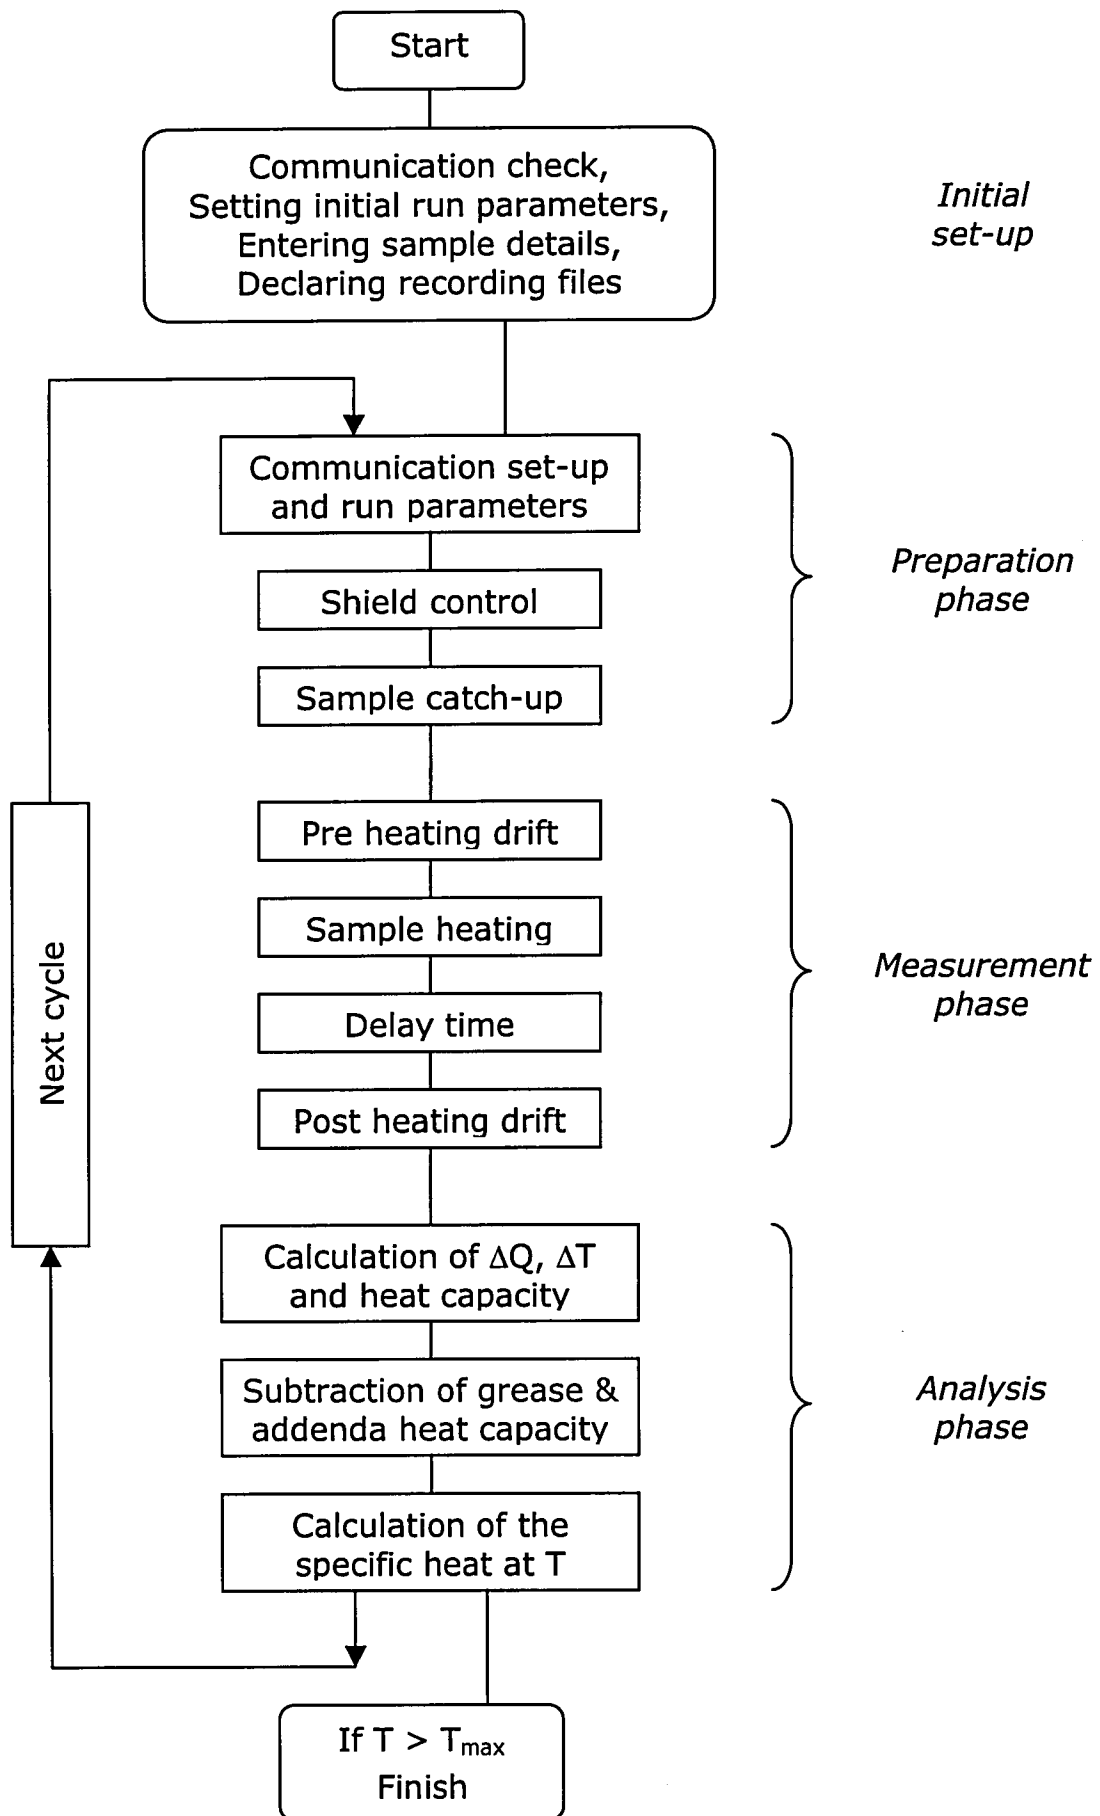 Start
Communication check,
Setting initial run parameters,
Entering sample details,
Declaring recording files
Initial
set-up
Communication set-up
and run parameters
Shield control
Sample catch-up
Preparation
phase
Pre heating drift
Sample heating
Delay time
Post heating drift
Measurement
phase
Next cycle
Calculation of ΔQ, ΔT
and heat capacity
Subtraction of grease &
addenda heat capacity
Calculation of the
specific heat at T
Analysis
phase
If T > Tmax
Finish